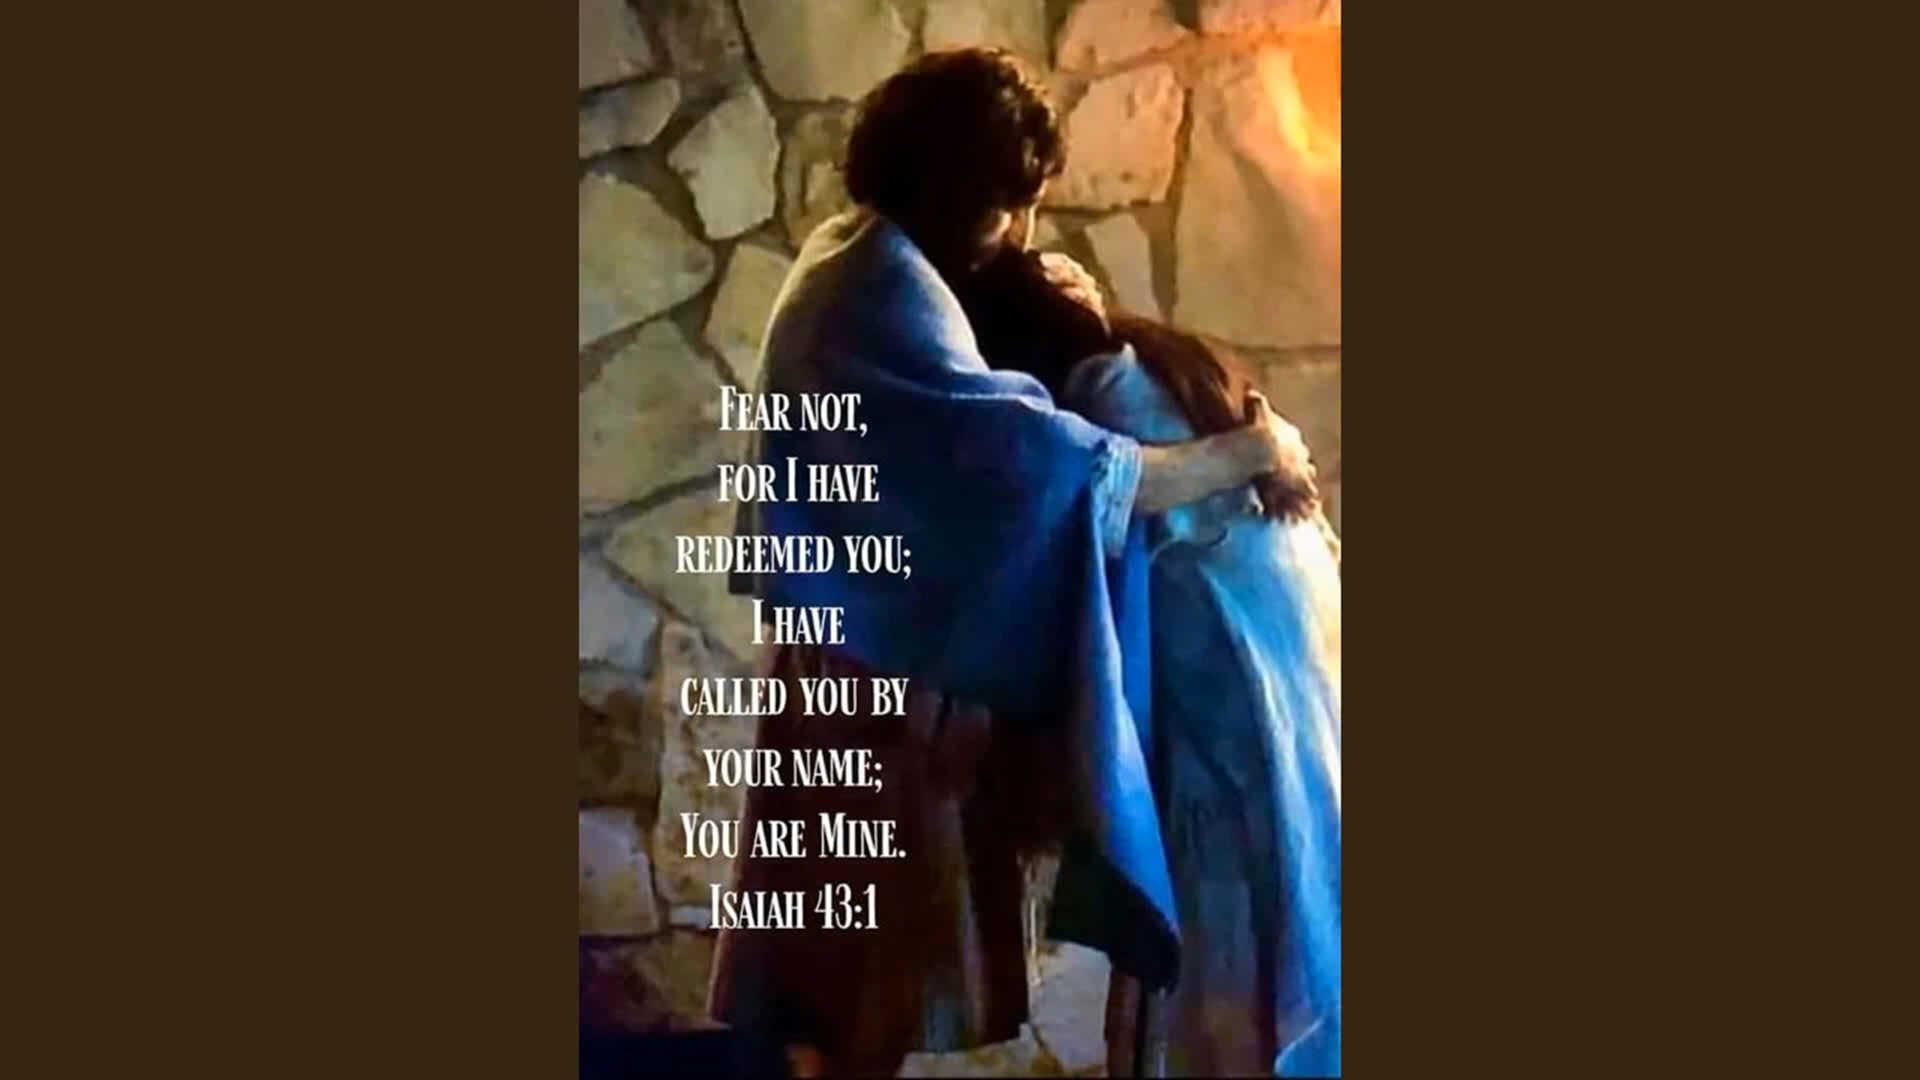 Fear not,
for I have
redeemed you;
I have
called you by
your name;
You are Mine.
Isaiah 43:1